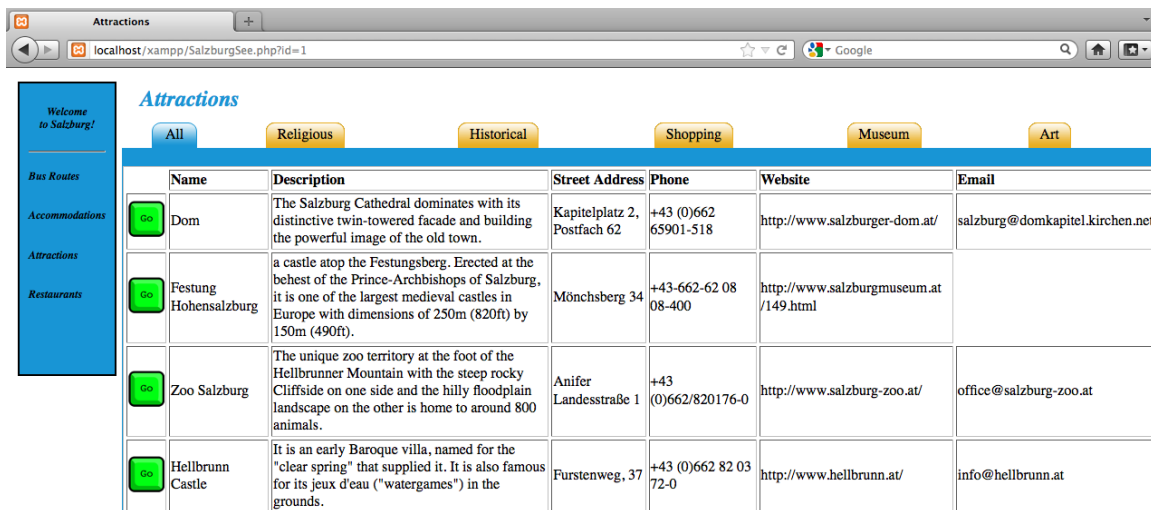 Attractions
localhost/xampp/SalzburgSee.php?id=1
Google
Welcome
to Salzburg!
Bus Routes
Accommodations
Attractions
Restaurants
Attractions
All Religious Historical Shopping Museum Art
Name Description Street Address Phone Website Email
Go
Dom
The Salzburg Cathedral dominates with its
distinctive twin-towered facade and building
the powerful image of the old town.
Kapitelplatz 2,
Postfach 62
+43 (0)662
65901-518
http://www.salzburger-dom.at/
salzburg@domkapitel.kirchen.net
Go
Festung
Hohensalzburg
a castle atop the Festungsberg. Erected at the
behest of the Prince-Archbishops of Salzburg,
it is one of the largest medieval castles in
Europe with dimensions of 250m (820ft) by
150m (490ft).
Mönchsberg 34
+43-662-62 08
08-400
http://www.salzburgmuseum.at
/149.html
Go
Zoo Salzburg
The unique zoo territory at the foot of the
Hellbrunner Mountain with the steep rocky
Cliffside on one side and the hilly floodplain
landscape on the other is home to around 800
animals.
Anifer
Landesstraße 1
+43
(0)662/820176-0
http://www.salzburg-zoo.at/
office@salzburg-zoo.at
Go
Hellbrunn
Castle
It is an early Baroque villa, named for the
"clear spring" that supplied it. It is also famous
for its jeux d'eau ("watergames") in the
grounds.
Furstenweg, 37
+43 (0)662 82 03
72-0
http://www.hellbrunn.at/
info@hellbrunn.at